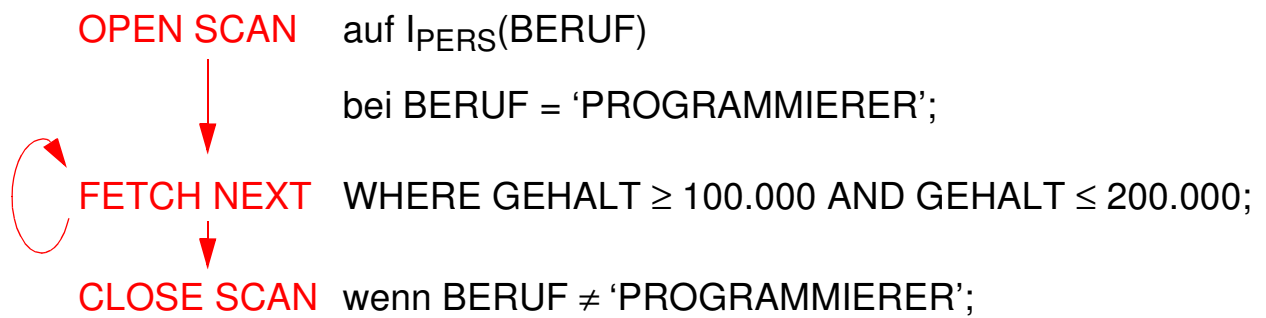 OPEN SCAN auf I_PERS(BERUF)
bei BERUF = ‘PROGRAMMIERER’;
FETCH NEXT WHERE GEHALT ≥ 100.000 AND GEHALT ≤ 200.000;
CLOSE SCAN wenn BERUF ≠ ‘PROGRAMMIERER’;